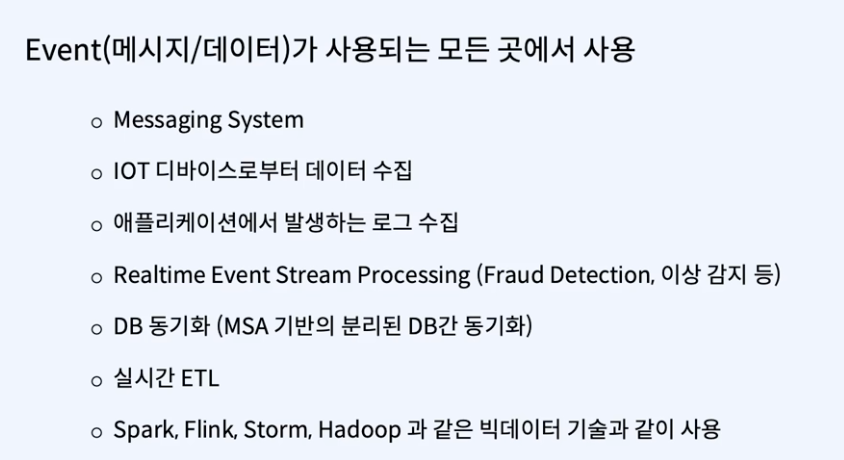 Event(메시지/데이터)가 사용되는 모든 곳에서 사용
○ Messaging System
○ IOT 디바이스로부터 데이터 수집
○ 애플리케이션에서 발생하는 로그 수집
○ Realtime Event Stream Processing (Fraud Detection, 이상 감지 등)
○ DB 동기화 (MSA 기반의 분리된 DB간 동기화)
○ 실시간 ETL
○ Spark, Flink, Storm, Hadoop 과 같은 빅데이터 기술과 같이 사용